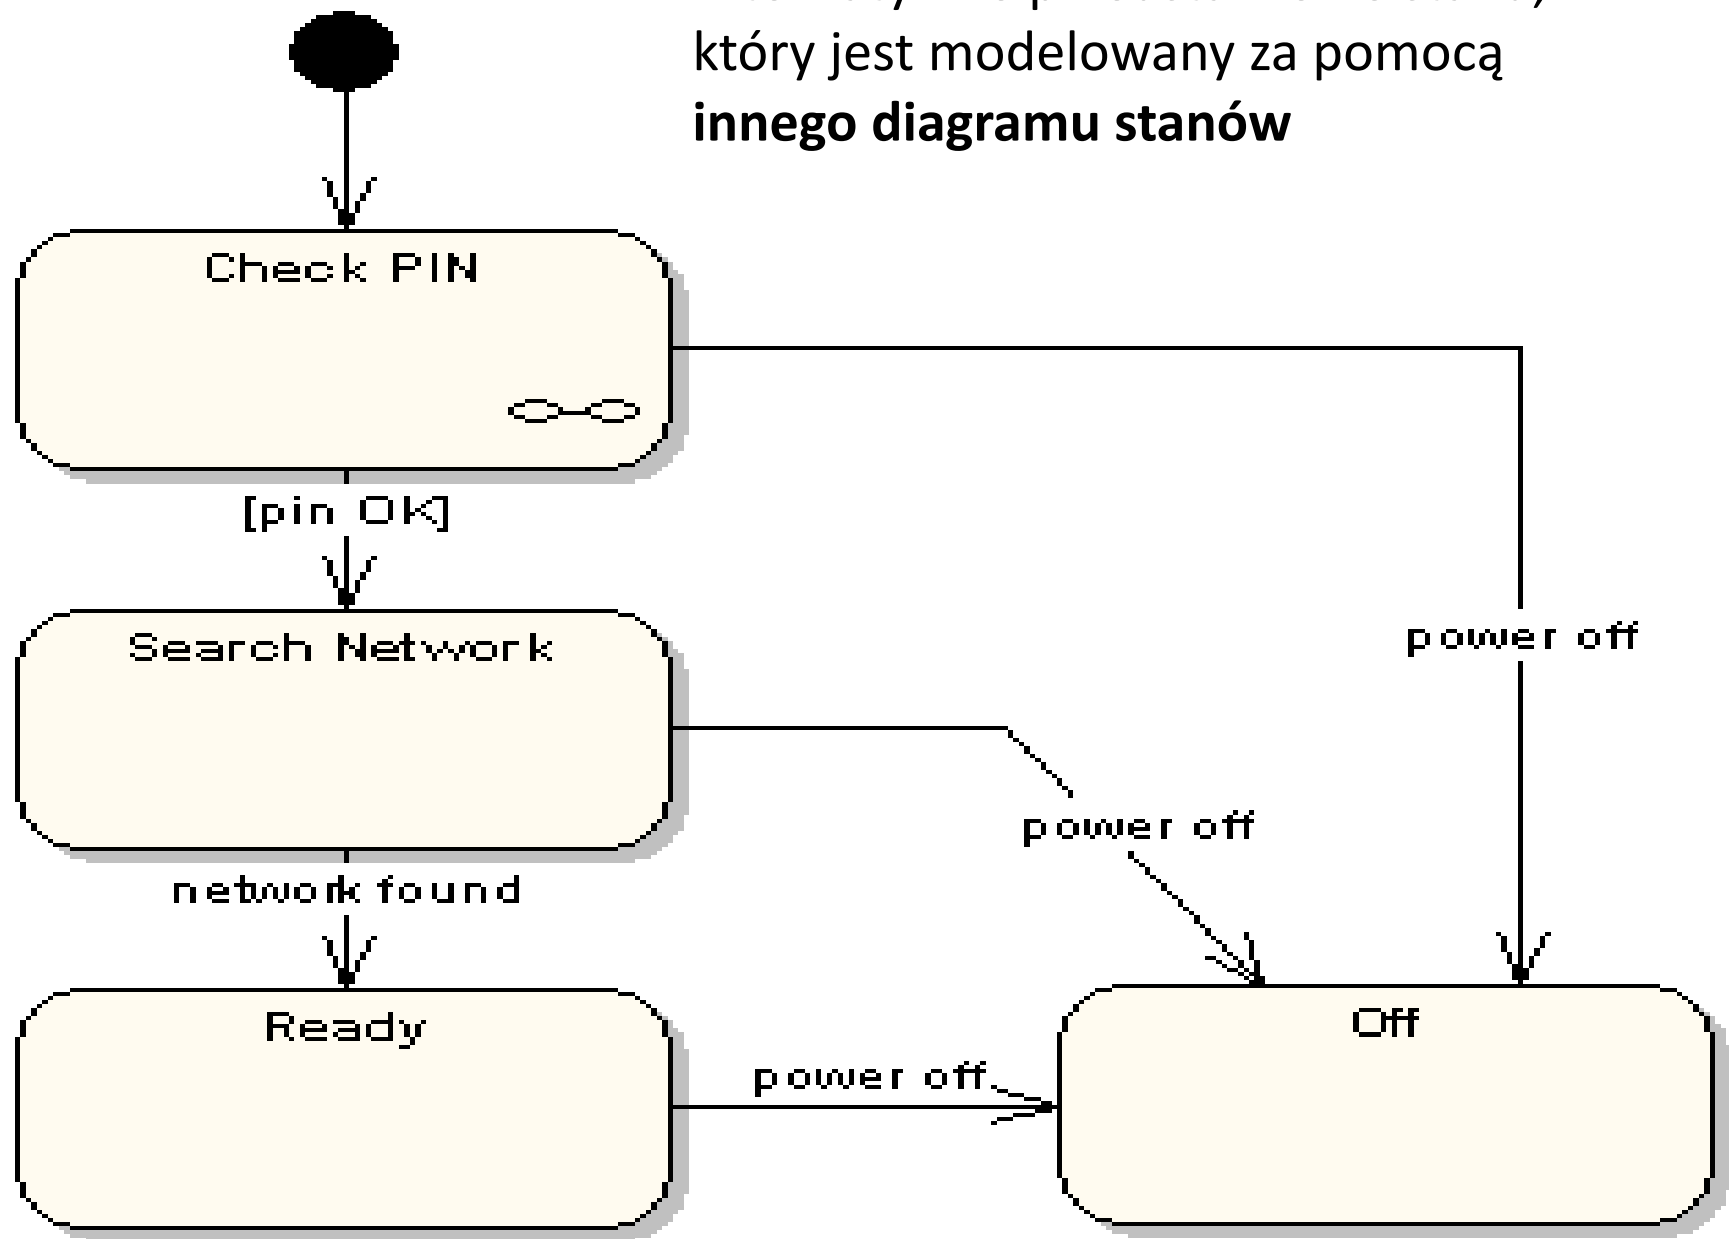 który jest modelowany za pomocą
innego diagramu stanów
Check PIN
[pin OK]
Search Network
power off
power off
network found
Ready
Off
power off